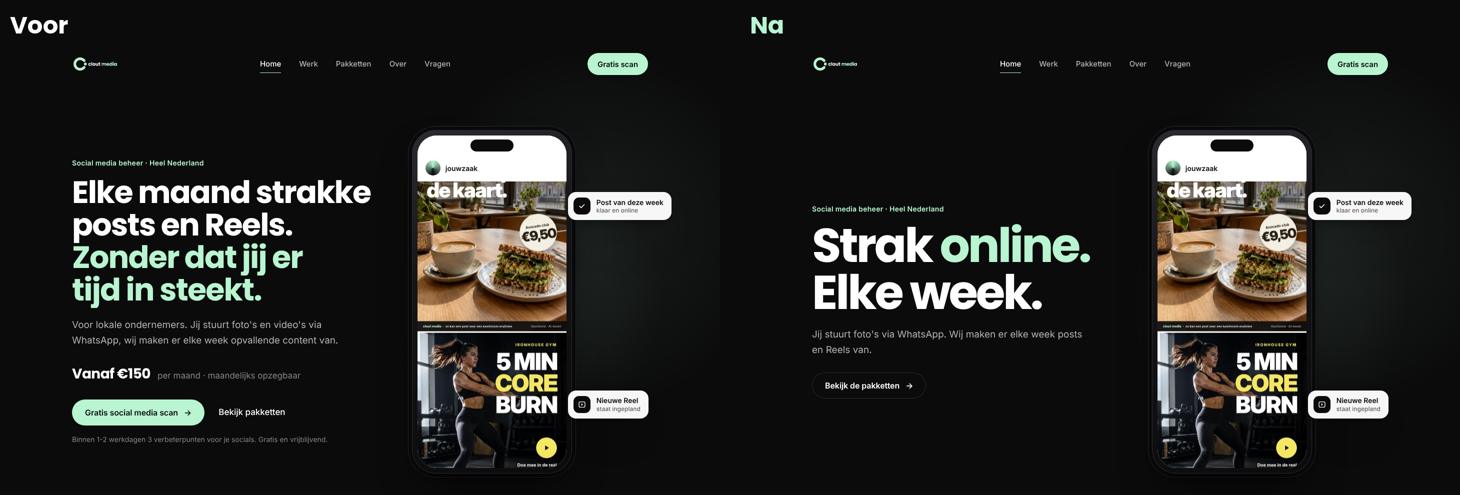 Voor
clout media
Home
Werk
Pakketten
Over
Vragen
Gratis scan
Social media beheer · Heel Nederland
Elke maand strakke
posts en Reels.
Zonder dat jij er
tijd in steekt.
Voor lokale ondernemers. Jij stuurt foto's en video's via
WhatsApp, wij maken er elke week opvallende content van.
Vanaf €150 per maand · maandelijks opzegbaar
Gratis social media scan →
Bekijk pakketten
Binnen 1-2 werkdagen 3 verbeterpunten voor je socials. Gratis en vrijblijvend.
jouwzaak
de kaart.
€9,50
Post van deze week
klaar en online
IRONHOUSE GYM
5 MIN
CORE
BURN
Nieuwe Reel
staat ingepland
Doe mee in de reel
Na
clout media
Home
Werk
Pakketten
Over
Vragen
Gratis scan
Social media beheer · Heel Nederland
Strak online.
Elke week.
Jij stuurt foto's via WhatsApp. Wij maken er elke week posts
en Reels van.
Bekijk de pakketten →
jouwzaak
de kaart.
€9,50
Post van deze week
klaar en online
IRONHOUSE GYM
5 MIN
CORE
BURN
Nieuwe Reel
staat ingepland
Doe mee in de reel